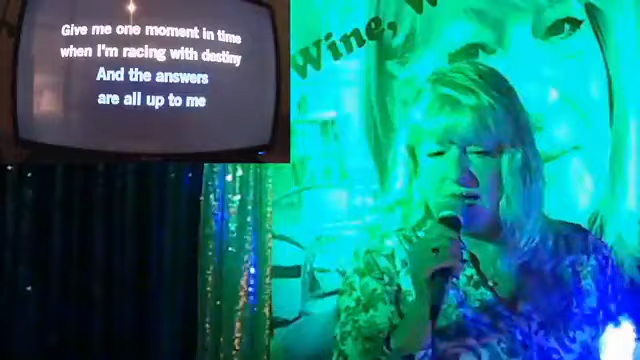 Give me one moment in time
when I'm racing with destiny
And the answers
are all up to me
Wine,